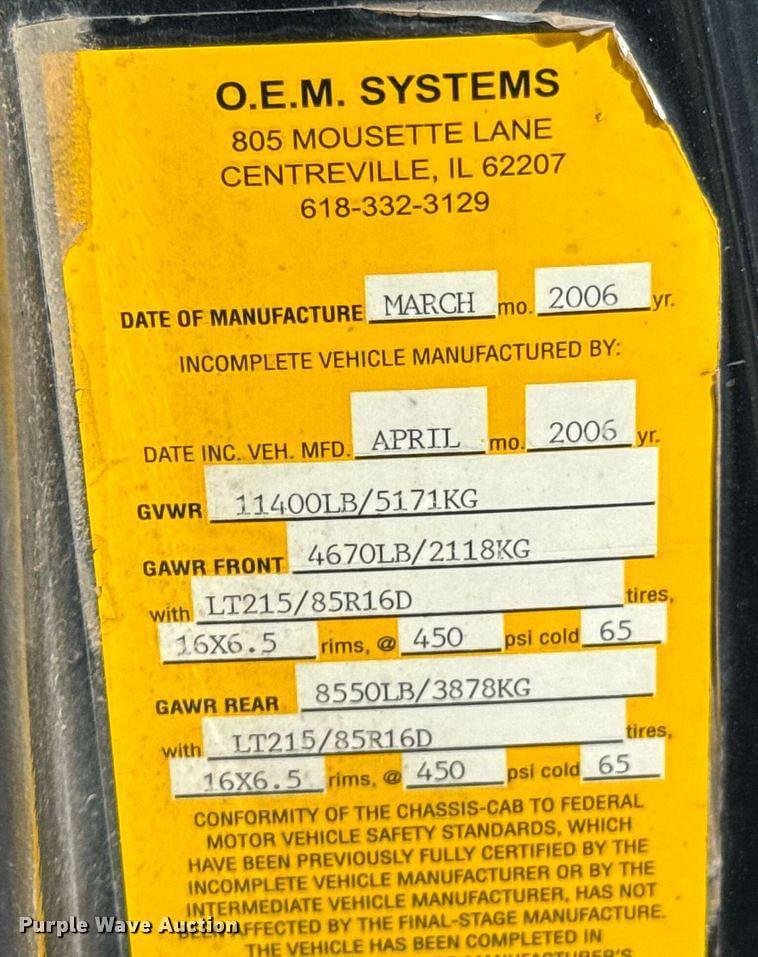 O.E.M. SYSTEMS
805 MOUSETTE LANE
CENTREVILLE, IL 62207
618-332-3129
DATE OF MANUFACTURE MARCH mo. 2006 yr.
INCOMPLETE VEHICLE MANUFACTURED BY:
DATE INC. VEH. MFD. APRIL mo. 2006 yr.
GVWR 11400LB/5171KG
GAWR FRONT 4670LB/2118KG
with LT215/85R16D tires,
16X6.5 rims, @ 450 psi cold 65
GAWR REAR 8550LB/3878KG
with LT215/85R16D tires,
16X6.5 rims, @ 450 psi cold 65
CONFORMITY OF THE CHASSIS-CAB TO FEDERAL
MOTOR VEHICLE SAFETY STANDARDS, WHICH
HAVE BEEN PREVIOUSLY FULLY CERTIFIED BY THE
INCOMPLETE VEHICLE MANUFACTURER OR BY THE
INTERMEDIATE VEHICLE MANUFACTURER, HAS NOT
BEEN AFFECTED BY THE FINAL-STAGE MANUFACTURE.
THE VEHICLE HAS BEEN COMPLETED IN
MANUFACTURER'S
Purple Wave Auction